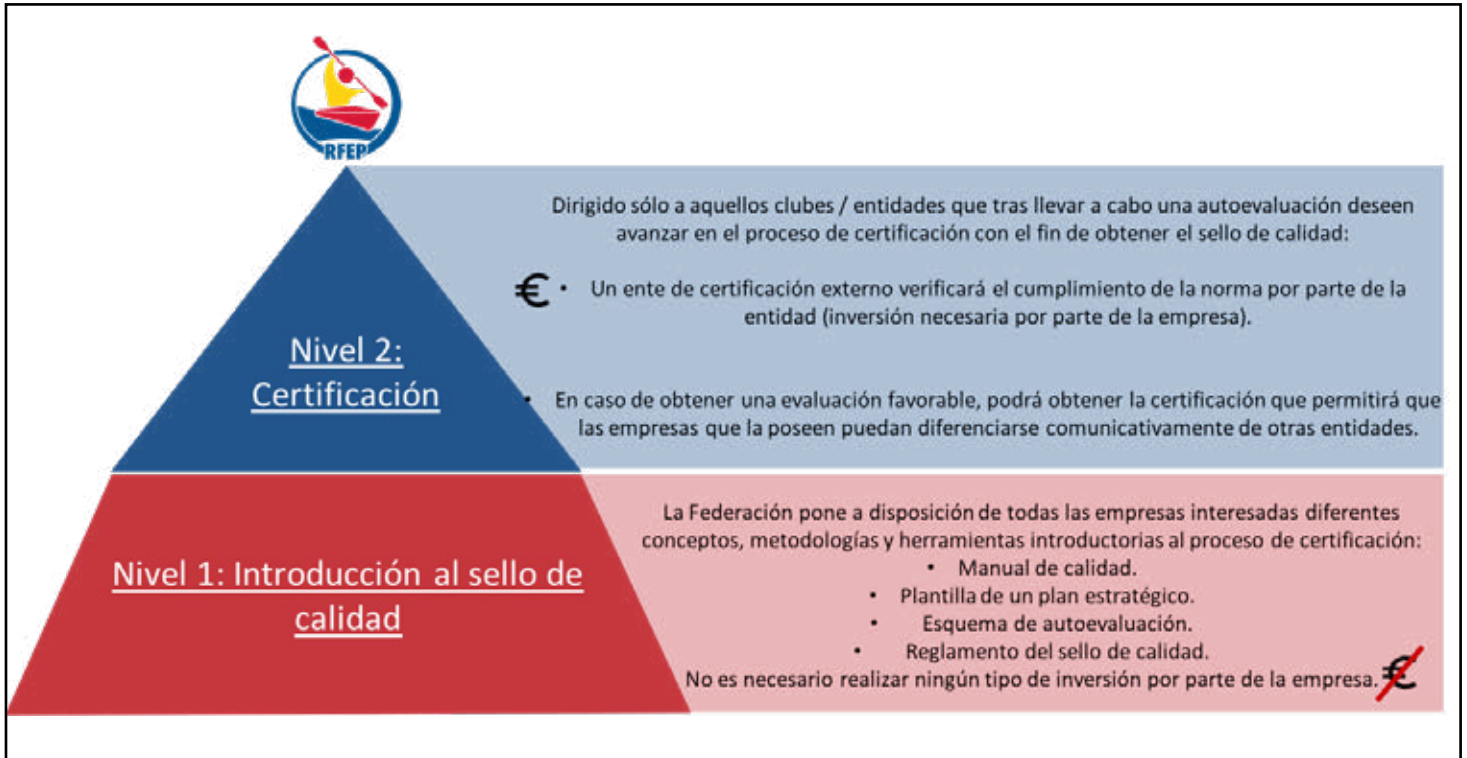 RFEP
Dirigido sólo a aquellos clubes / entidades que tras llevar a cabo una autoevaluación deseen
avanzar en el proceso de certificación con el fin de obtener el sello de calidad:
€ • Un ente de certificación externo verificará el cumplimiento de la norma por parte de la
entidad (inversión necesaria por parte de la empresa).
Nivel 2:
Certificación
• En caso de obtener una evaluación favorable, podrá obtener la certificación que permitirá que
las empresas que la poseen puedan diferenciarse comunicativamente de otras entidades.
Nivel 1: Introducción al sello de
calidad
La Federación pone a disposición de todas las empresas interesadas diferentes
conceptos, metodologías y herramientas introductorias al proceso de certificación:
• Manual de calidad.
• Plantilla de un plan estratégico.
• Esquema de autoevaluación.
• Reglamento del sello de calidad.
No es necesario realizar ningún tipo de inversión por parte de la empresa. €